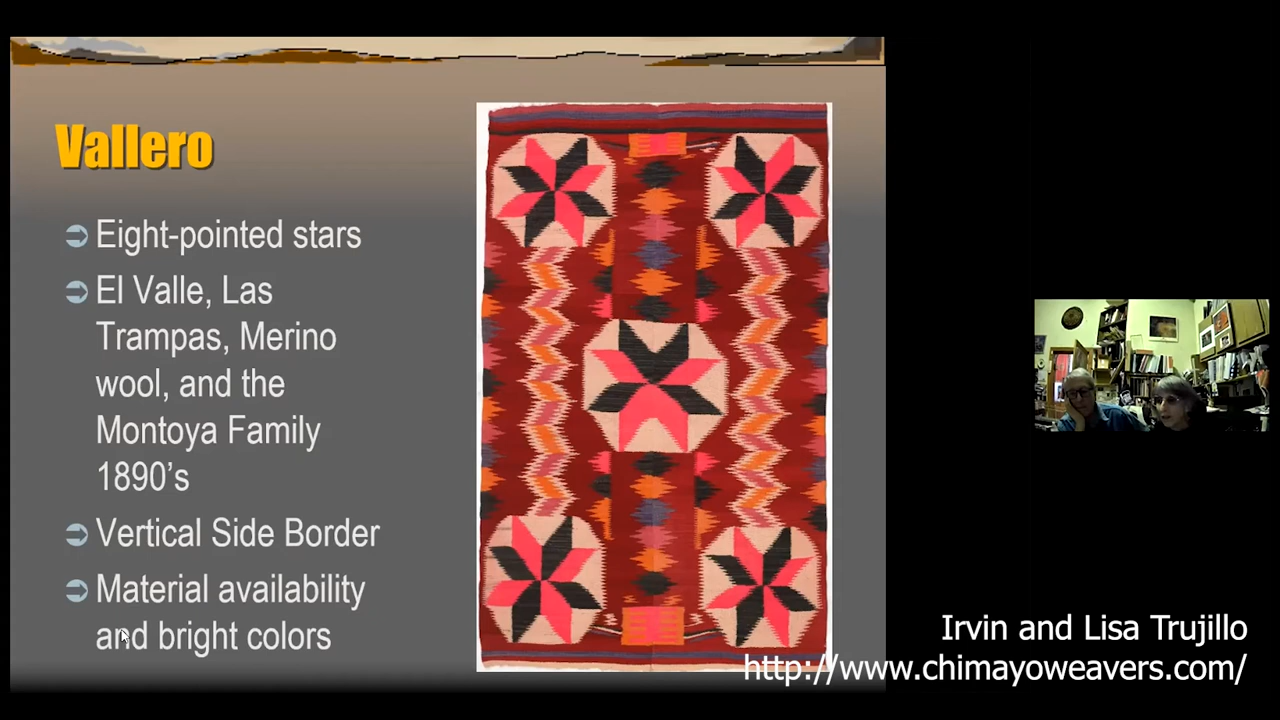 Vallero
Eight-pointed stars
El Valle, Las
Trampas, Merino
wool, and the
Montoya Family
1890's
Vertical Side Border
Material availability
and bright colors
Irvin and Lisa Trujillo
http://www.chimayoweavers.com/